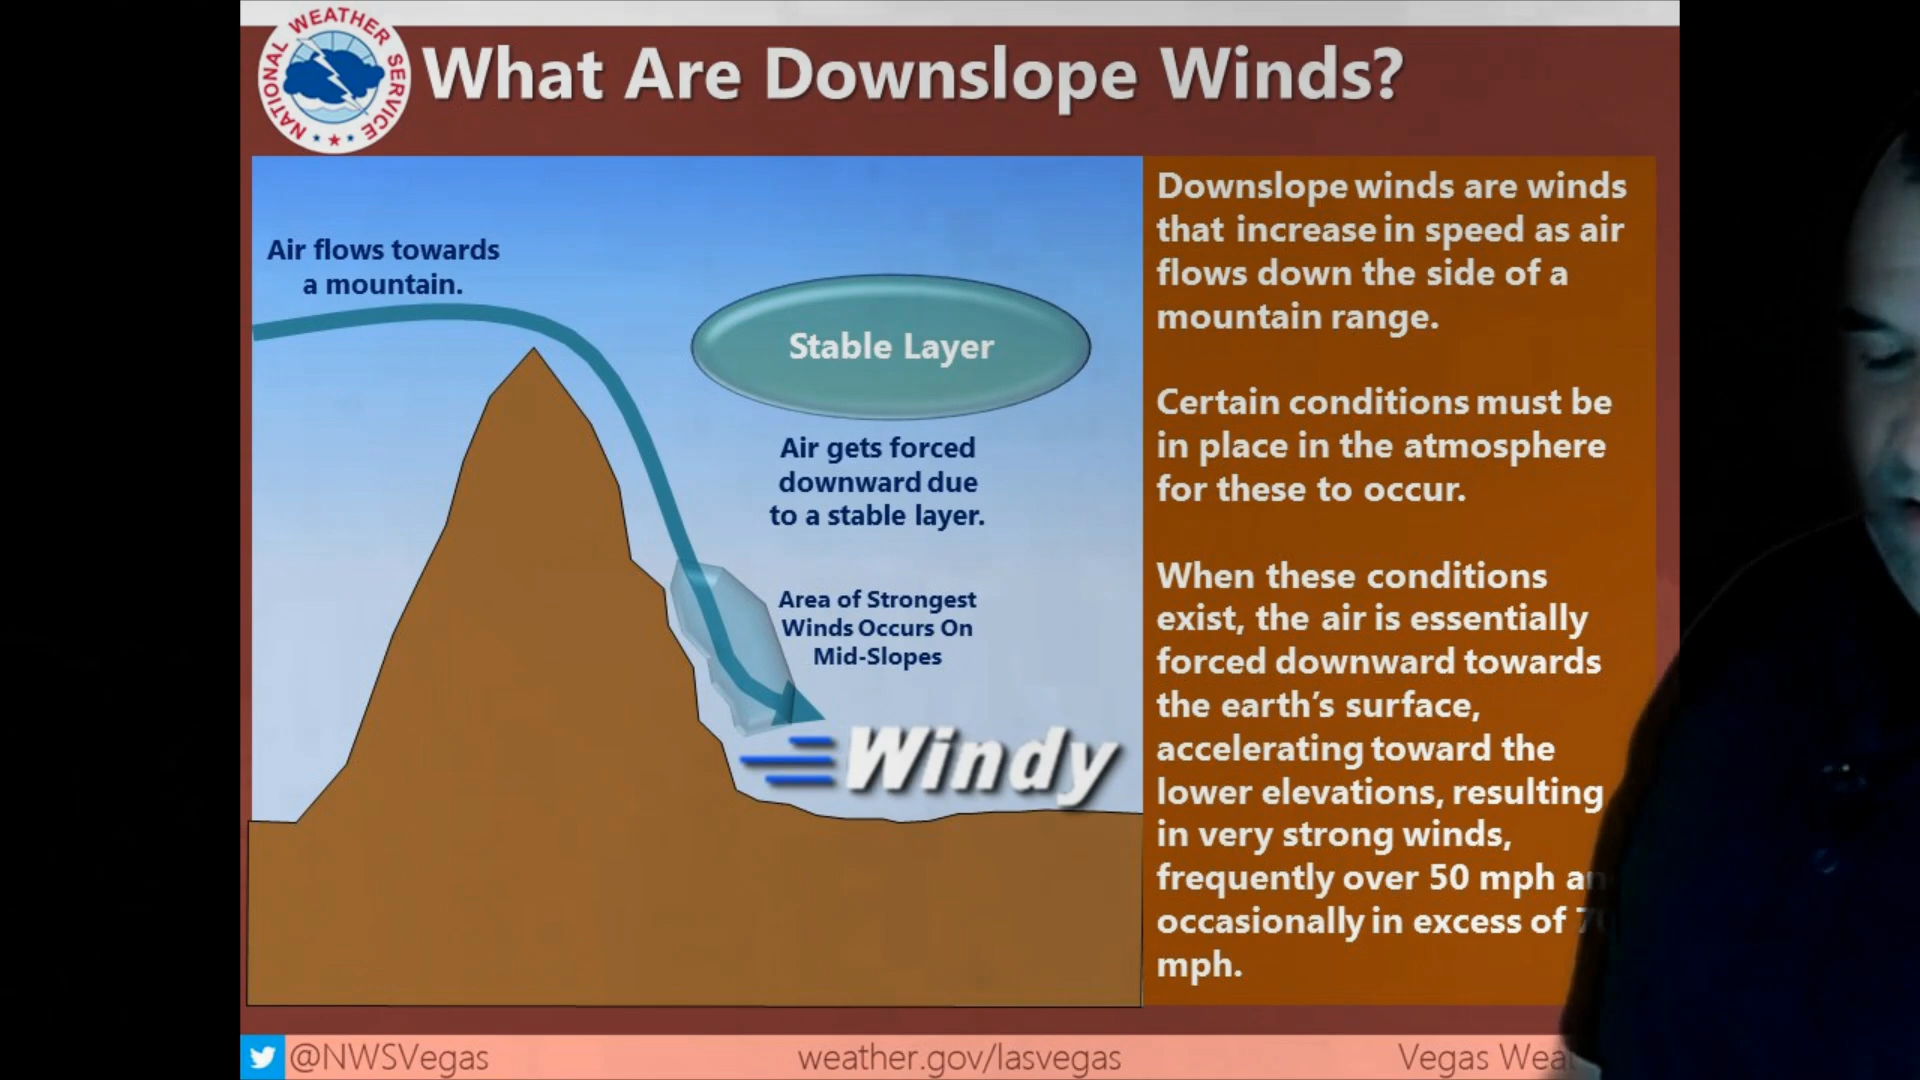 NATIONAL WEATHER SERVICE
What Are Downslope Winds?
Air flows towards
a mountain.
Stable Layer
Air gets forced
downward due
to a stable layer.
Area of Strongest
Winds Occurs On
Mid-Slopes
Windy
Downslope winds are winds
that increase in speed as air
flows down the side of a
mountain range.
Certain conditions must be
in place in the atmosphere
for these to occur.
When these conditions
exist, the air is essentially
forced downward towards
the earth's surface,
accelerating toward the
lower elevations, resulting
in very strong winds,
frequently over 50 mph
occasionally in excess of
mph.
@NWSVegas
weather.gov/lasvegas
Vegas